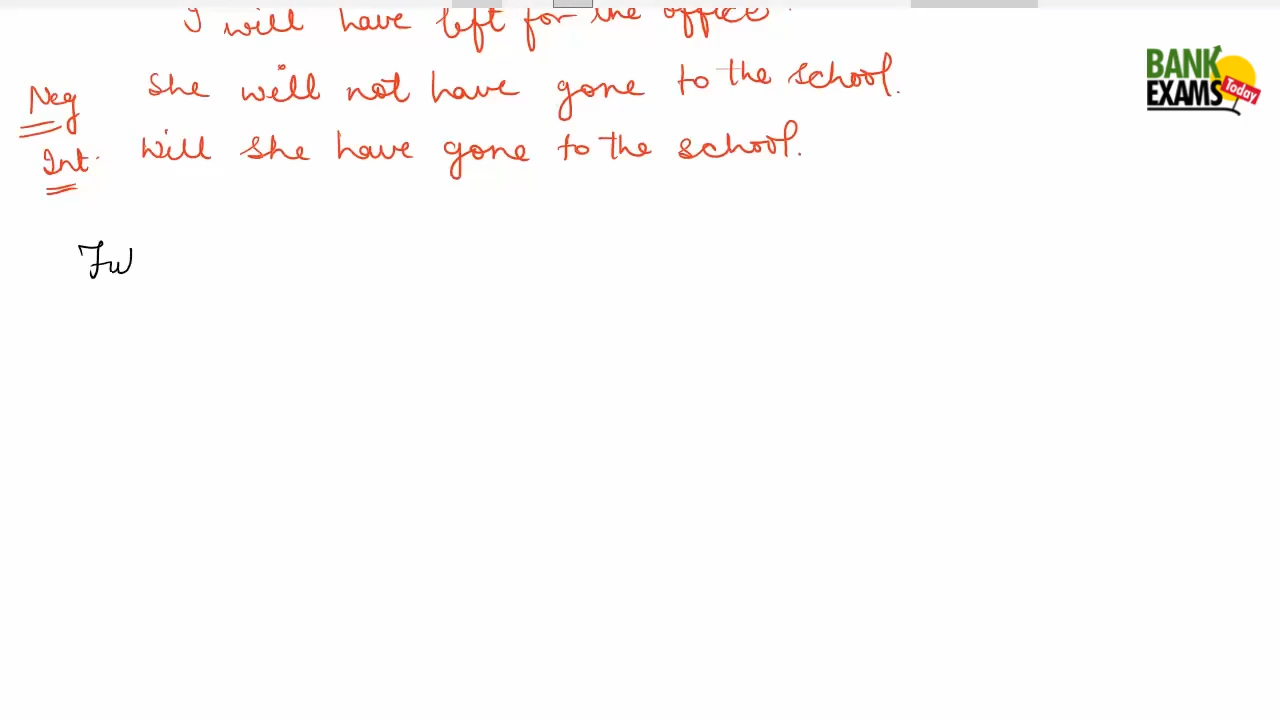 I will have left for the office.
Neg She will not have gone to the school.
Int. Will she have gone to the school.
Fu
BANK
EXAMS Today